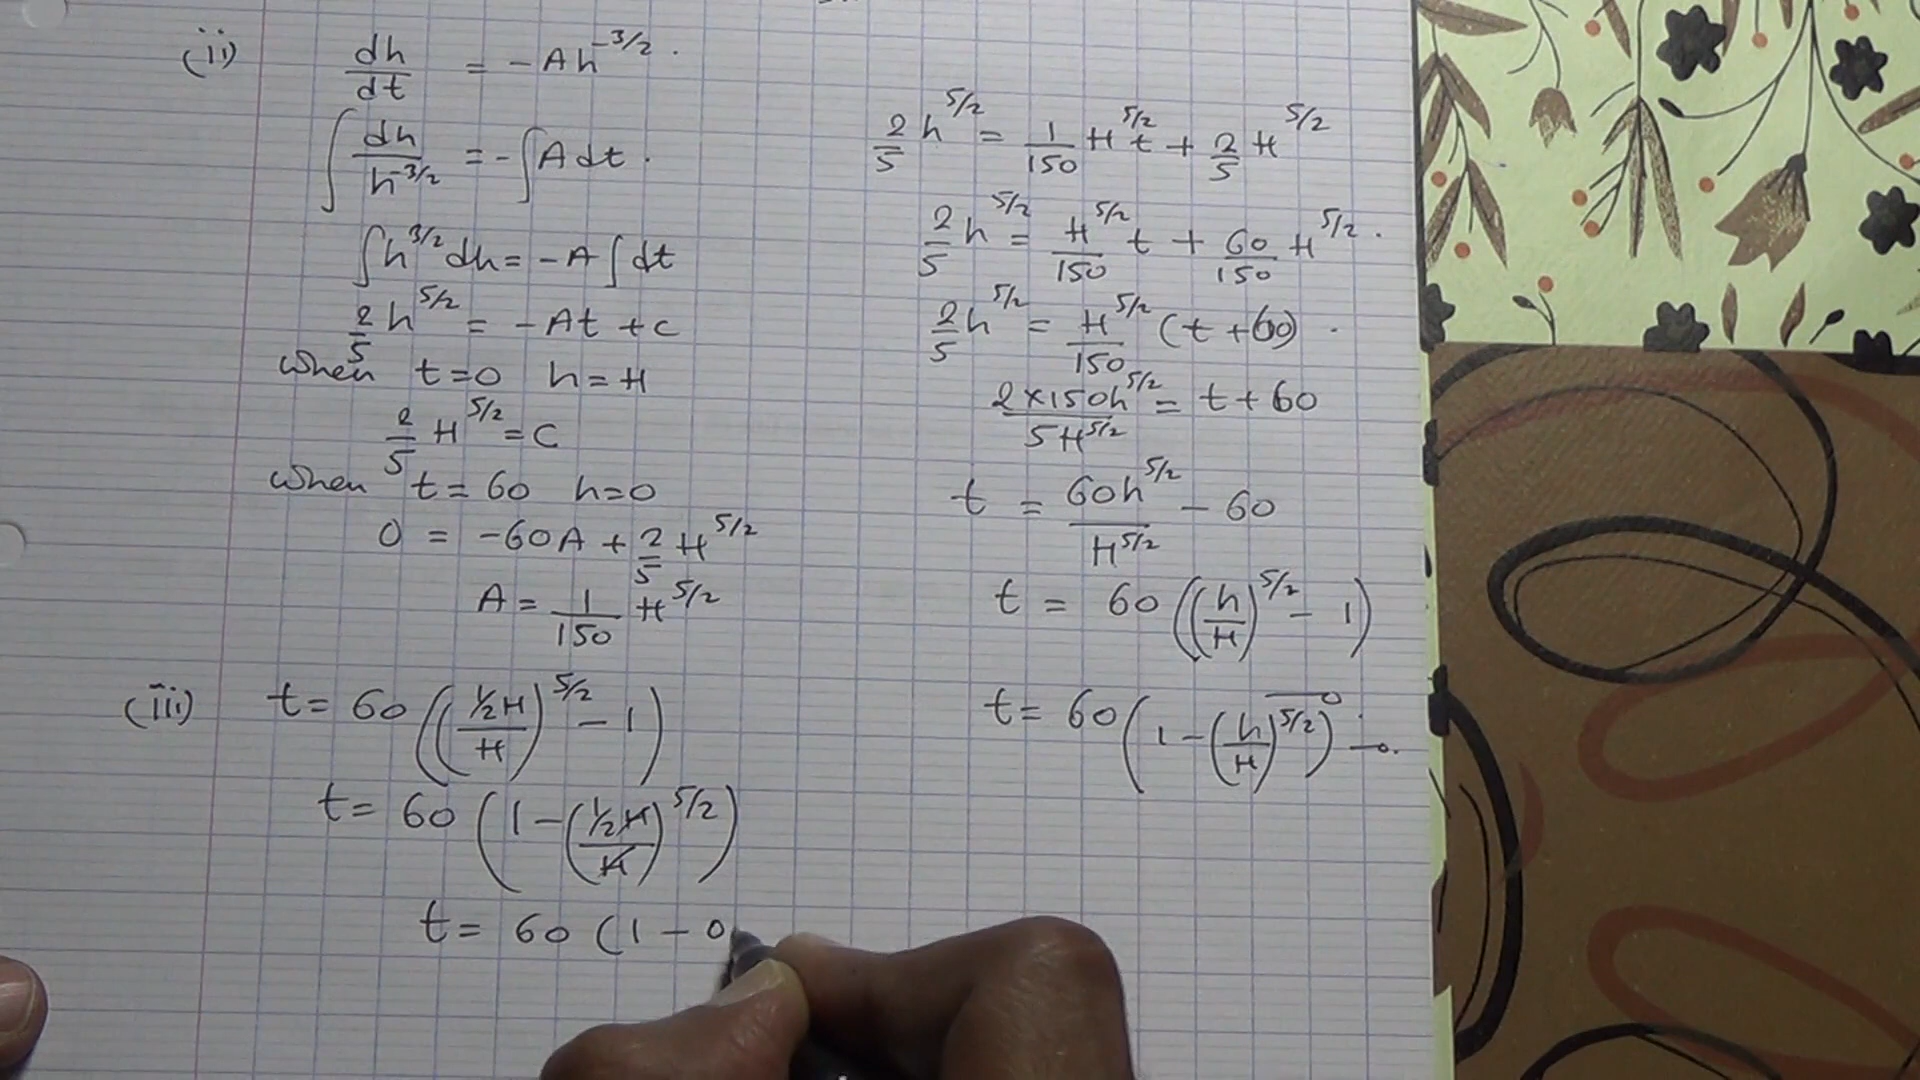 (ii) dh/dt = -Ah^-3/2.
∫ dh/h^-3/2 = -∫ A dt.
∫ h^3/2 dh = -A ∫ dt
2/5 h^5/2 = -At + c
When t=0 h=H
2/5 H^5/2 = C
When t=60 h=0
0 = -60A + 2/5 H^5/2
A = 1/150 H^5/2
2/5 h^5/2 = 1/150 H^5/2 t + 2/5 H^5/2
2/5 h^5/2 = H^5/2/150 t + 60/150 H^5/2.
2/5 h^5/2 = H^5/2/150 (t+60).
2×150h^5/2/5H^5/2 = t+60
t = 60h^5/2/H^5/2 - 60
t = 60((h/H)^5/2 - 1)
t = 60(1-(h/H)^5/2)
(iii) t = 60((1/2H/H)^5/2 - 1)
t = 60(1-(1/2H/H)^5/2)
t = 60 (1 - 0